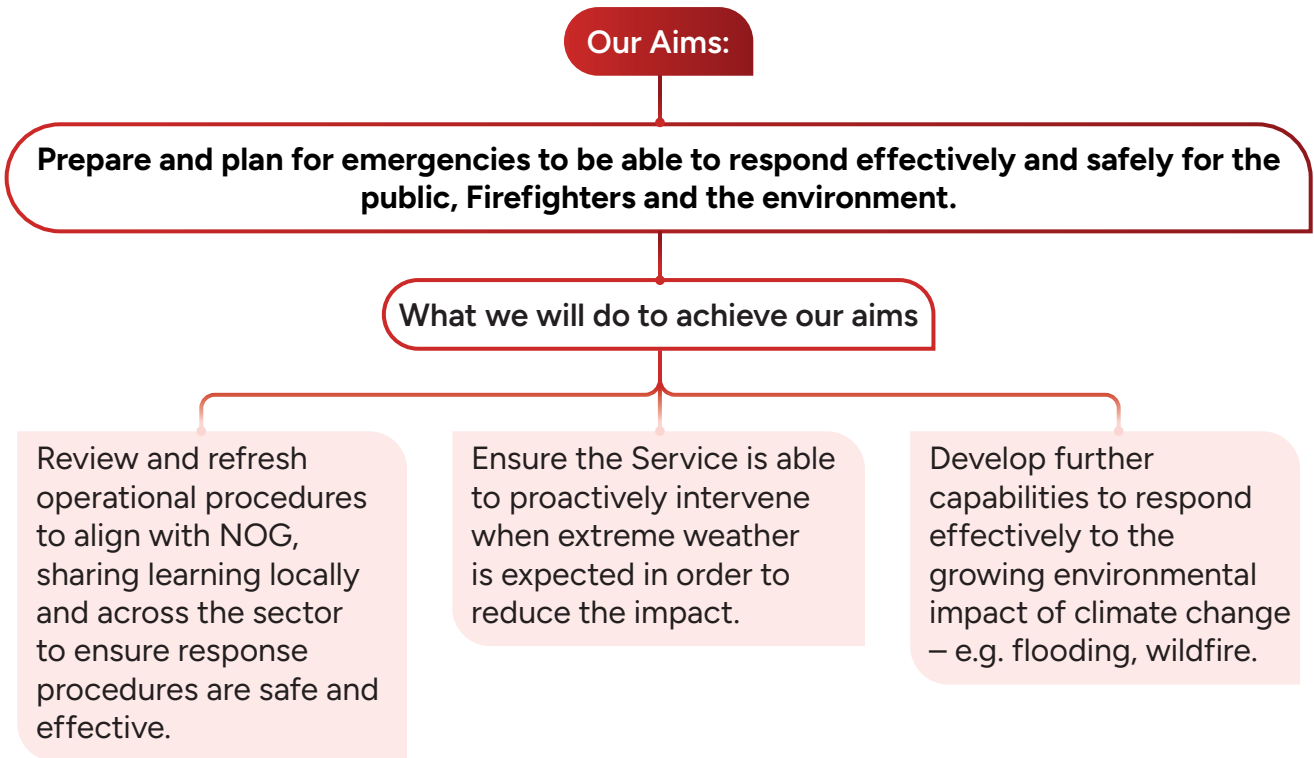 Our Aims:
Prepare and plan for emergencies to be able to respond effectively and safely for the
public, Firefighters and the environment.
What we will do to achieve our aims
Review and refresh
operational procedures
to align with NOG,
sharing learning locally
and across the sector
to ensure response
procedures are safe and
effective.
Ensure the Service is able
to proactively intervene
when extreme weather
is expected in order to
reduce the impact.
Develop further
capabilities to respond
effectively to the
growing environmental
impact of climate change
– e.g. flooding, wildfire.